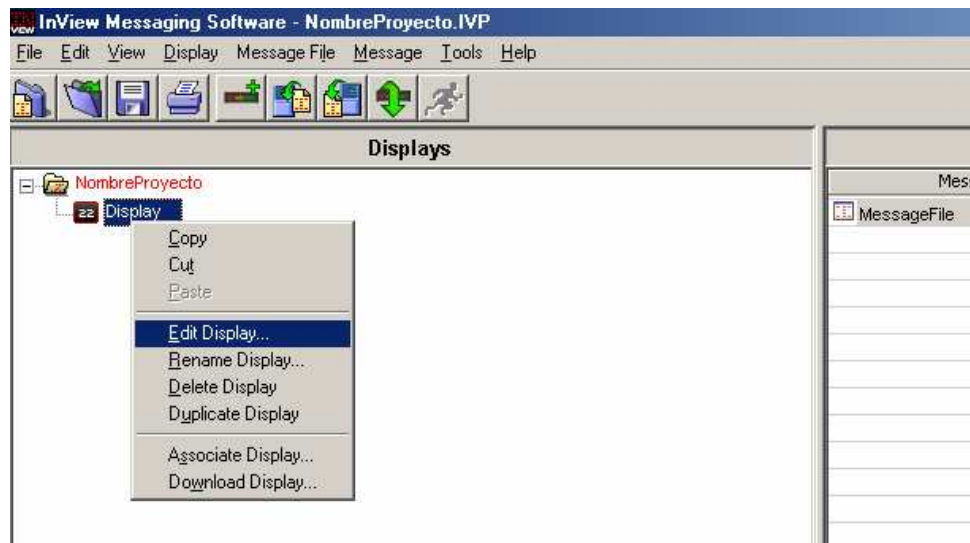 InView Messaging Software - NombreProyecto.IVP
File Edit View Display Message File Message Tools Help
Displays
Mes
NombreProyecto
22 Display
MessageFile
Copy
Cut
Paste
Edit Display...
Rename Display...
Delete Display
Duplicate Display
Associate Display...
Download Display...